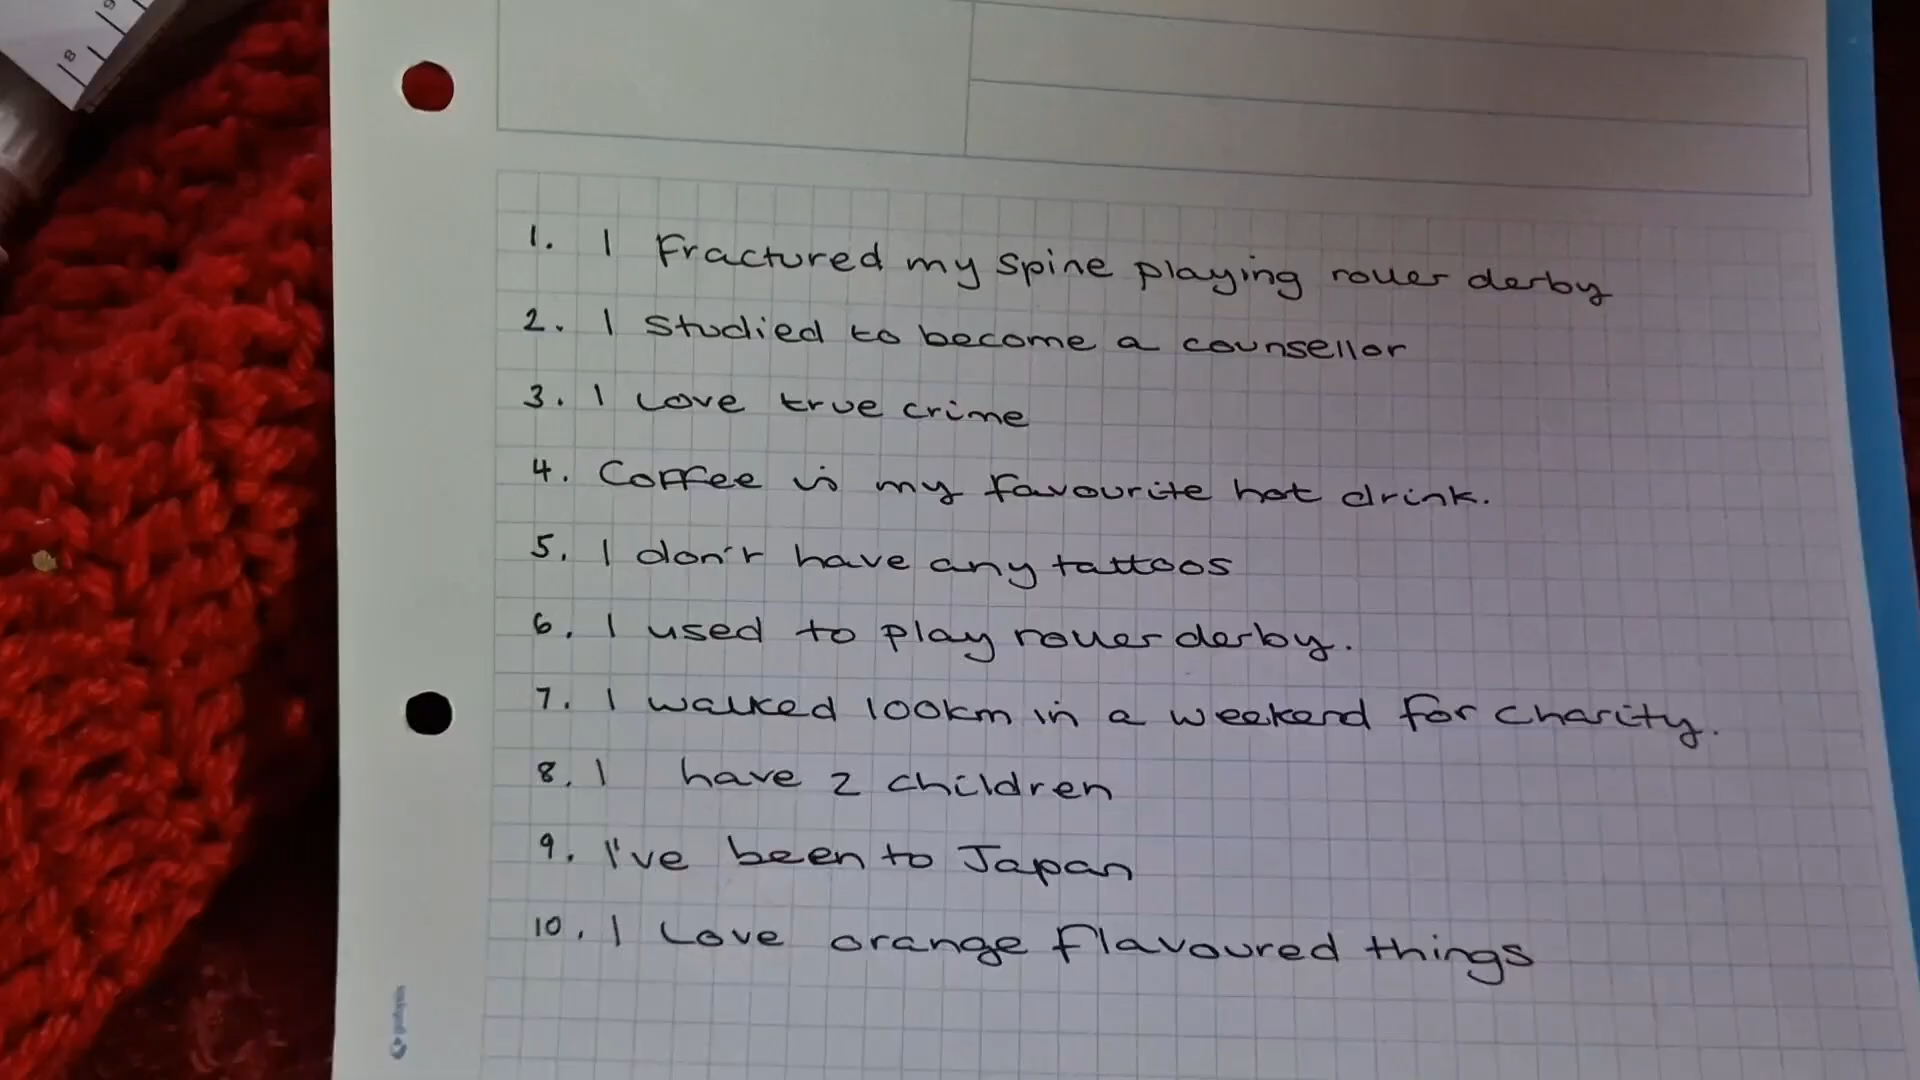 8 9
1. I Fractured my spine playing roller derby
2. I studied to become a counsellor
3. I Love true crime
4. Coffee is my favourite hot drink.
5. I don't have any tattoos
6. I used to play roller derby.
7. I walked 100km in a weekend for charity.
8. I have 2 children
9. I've been to Japan
10. I Love orange flavoured things